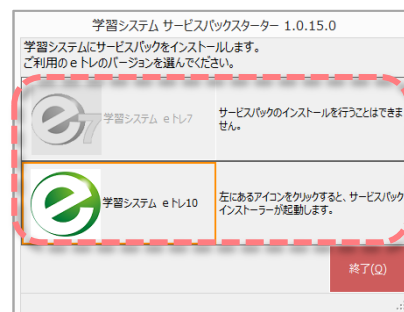 学習システム サービスパックスターター 1.0.15.0
学習システムにサービスパックをインストールします。
ご利用のｅトレのバージョンを選んでください。
e7
学習システム ｅトレ7
サービスパックのインストールを行うことはできま
せん。
e
学習システム ｅトレ10
左にあるアイコンをクリックすると、サービスパック
インストーラーが起動します。
終了(Q)